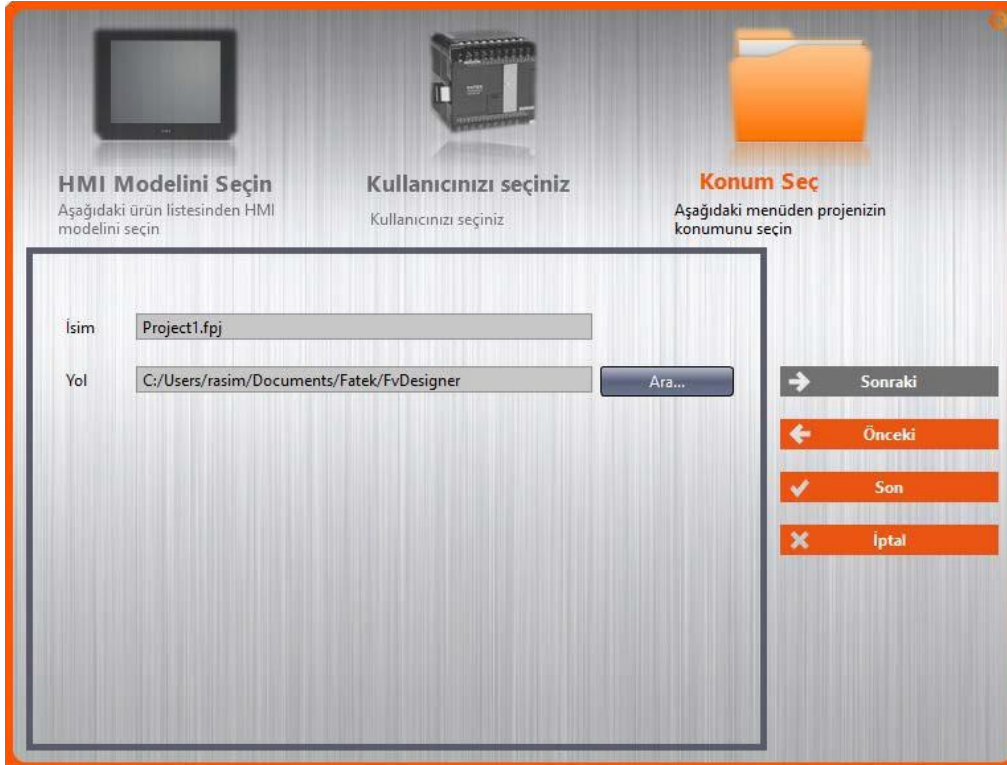 HMI Modelini Seçin
Aşağıdaki ürün listesinden HMI
modelini seçin
Kullanıcınızı seçiniz
Kullanıcınızı seçiniz
Konum Seç
Aşağıdaki menüden projenizin
konumunu seçin
İsim
Project1.fpj
Yol
C:/Users/rasim/Documents/Fatek/FvDesigner
Ara...
Sonraki
Önceki
Son
İptal